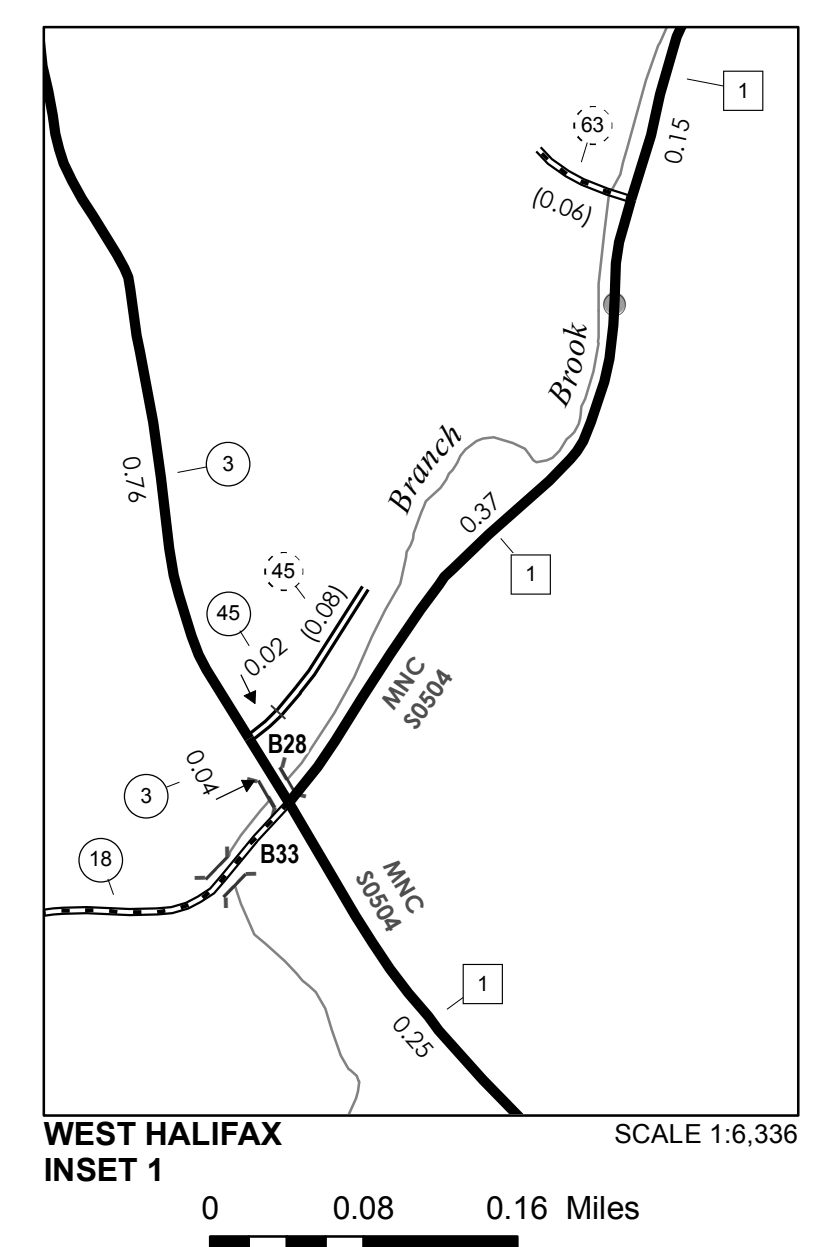 1
63
0.15
(0.06)
Brook
Branch
3
0.76
0.37
1
45
45
(0.08)
0.02
MNC
S0504
B28
0.04
3
B33
18
MNC
S0504
1
0.25
WEST HALIFAX
INSET 1
SCALE 1:6,336
0 0.08 0.16 Miles